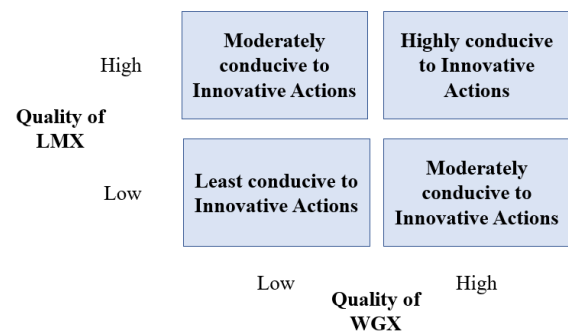 High
Quality of
LMX
Low
Moderately
conducive to
Innovative Actions
Highly conducive
to Innovative
Actions
Least conducive to
Innovative Actions
Moderately
conducive to
Innovative Actions
Low
High
Quality of
WGX